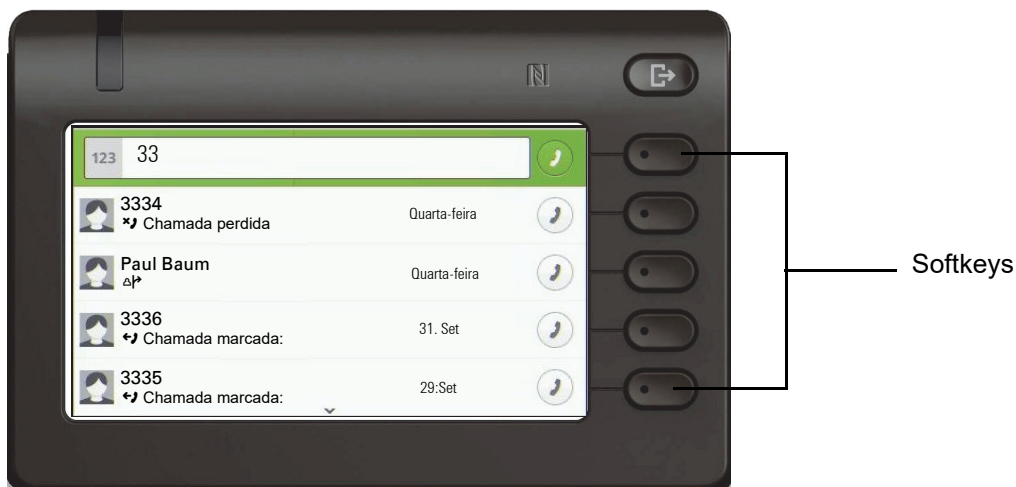 123 33
3334
Chamada perdida
Quarta-feira
Paul Baum
Quarta-feira
3336
Chamada marcada:
31. Set
3335
Chamada marcada:
29:Set
Softkeys